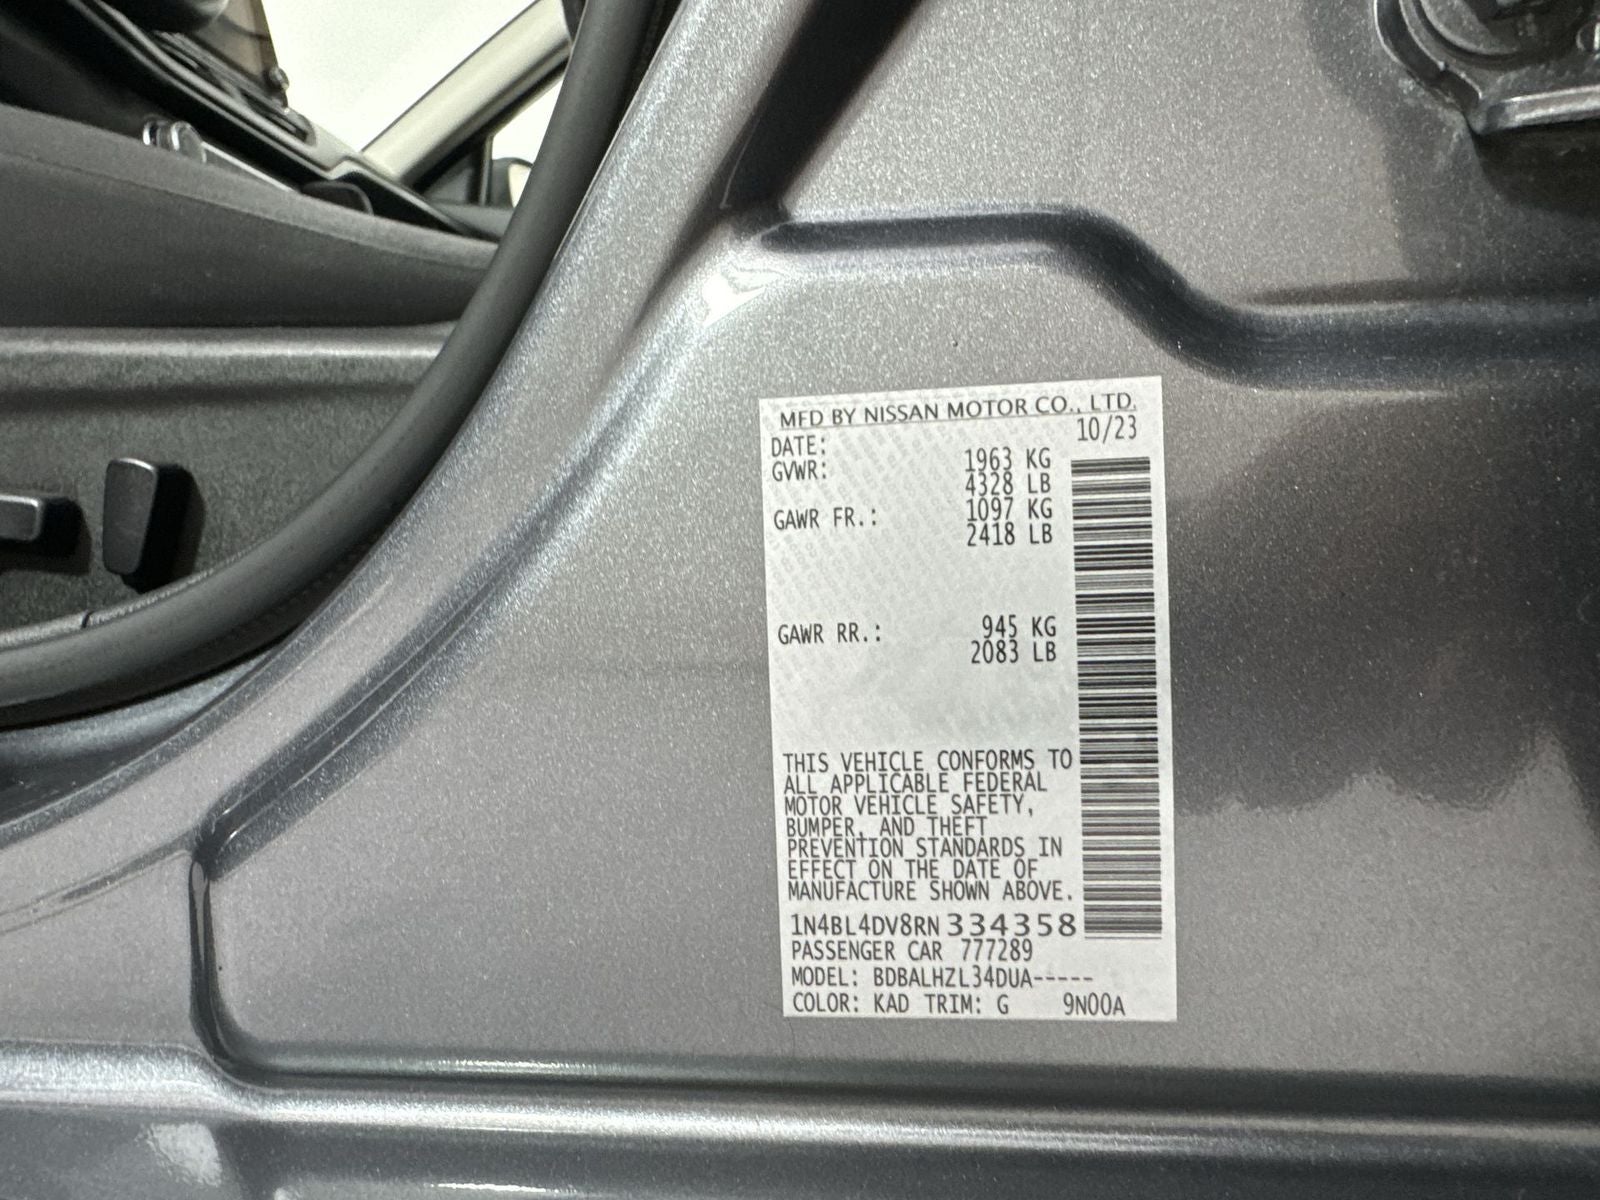 MFD BY NISSAN MOTOR CO., LTD.
DATE: 10/23
GVWR: 1963 KG
4328 LB
GAWR FR.: 1097 KG
2418 LB
GAWR RR.: 945 KG
2083 LB
THIS VEHICLE CONFORMS TO
ALL APPLICABLE FEDERAL
MOTOR VEHICLE SAFETY,
BUMPER, AND THEFT
PREVENTION STANDARDS IN
EFFECT ON THE DATE OF
MANUFACTURE SHOWN ABOVE.
1N4BL4DV8RN 334358
PASSENGER CAR 777289
MODEL: BDBALHZL34DUA-----
COLOR: KAD TRIM: G 9N00A